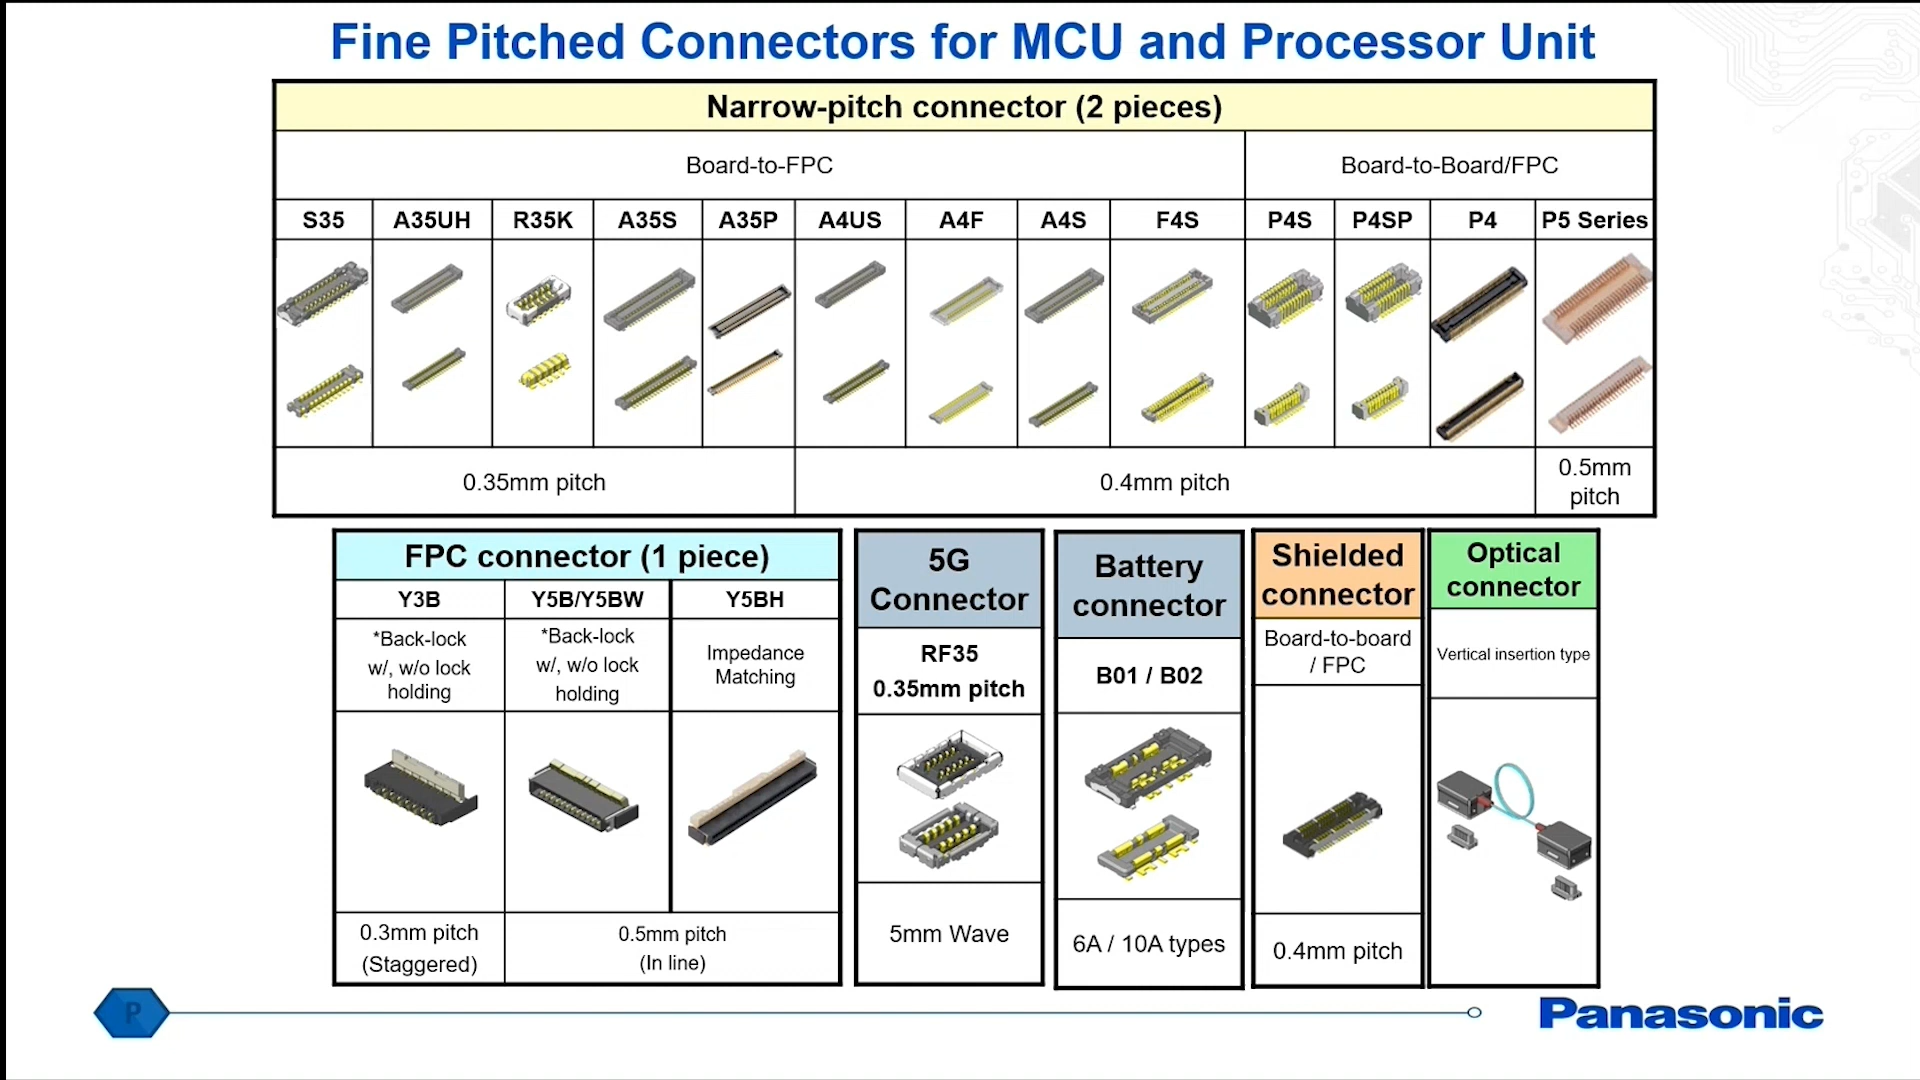 Fine Pitched Connectors for MCU and Processor Unit
Narrow-pitch connector (2 pieces)
Board-to-FPC
Board-to-Board/FPC
S35
A35UH
R35K
A35S
A35P
A4US
A4F
A4S
F4S
P4S
P4SP
P4
P5 Series
0.35mm pitch
0.4mm pitch
0.5mm
pitch
FPC connector (1 piece)
Y3B
Y5B/Y5BW
Y5BH
*Back-lock
w/, w/o lock
holding
*Back-lock
w/, w/o lock
holding
Impedance
Matching
0.3mm pitch
(Staggered)
0.5mm pitch
(In line)
5G
Connector
RF35
0.35mm pitch
5mm Wave
Battery
connector
B01 / B02
6A / 10A types
Shielded
connector
Board-to-board
/ FPC
0.4mm pitch
Optical
connector
Vertical insertion type
P
Panasonic